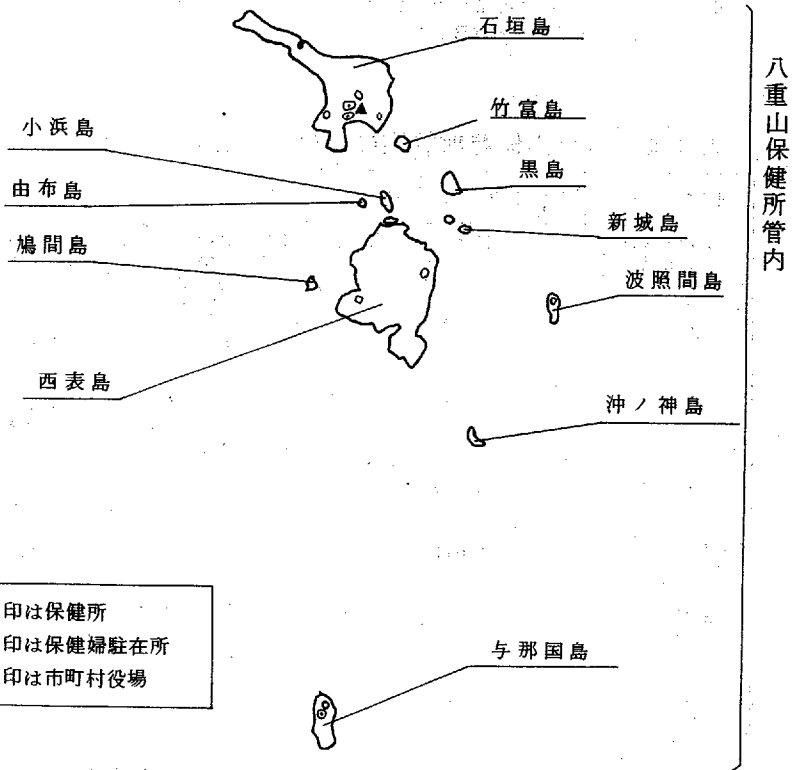 石垣島
竹富島
小浜島
黒島
由布島
新城島
鳩間島
波照間島
西表島
沖ノ神島
与那国島
八重山保健所管内
印は保健所
印は保健婦駐在所
印は市町村役場